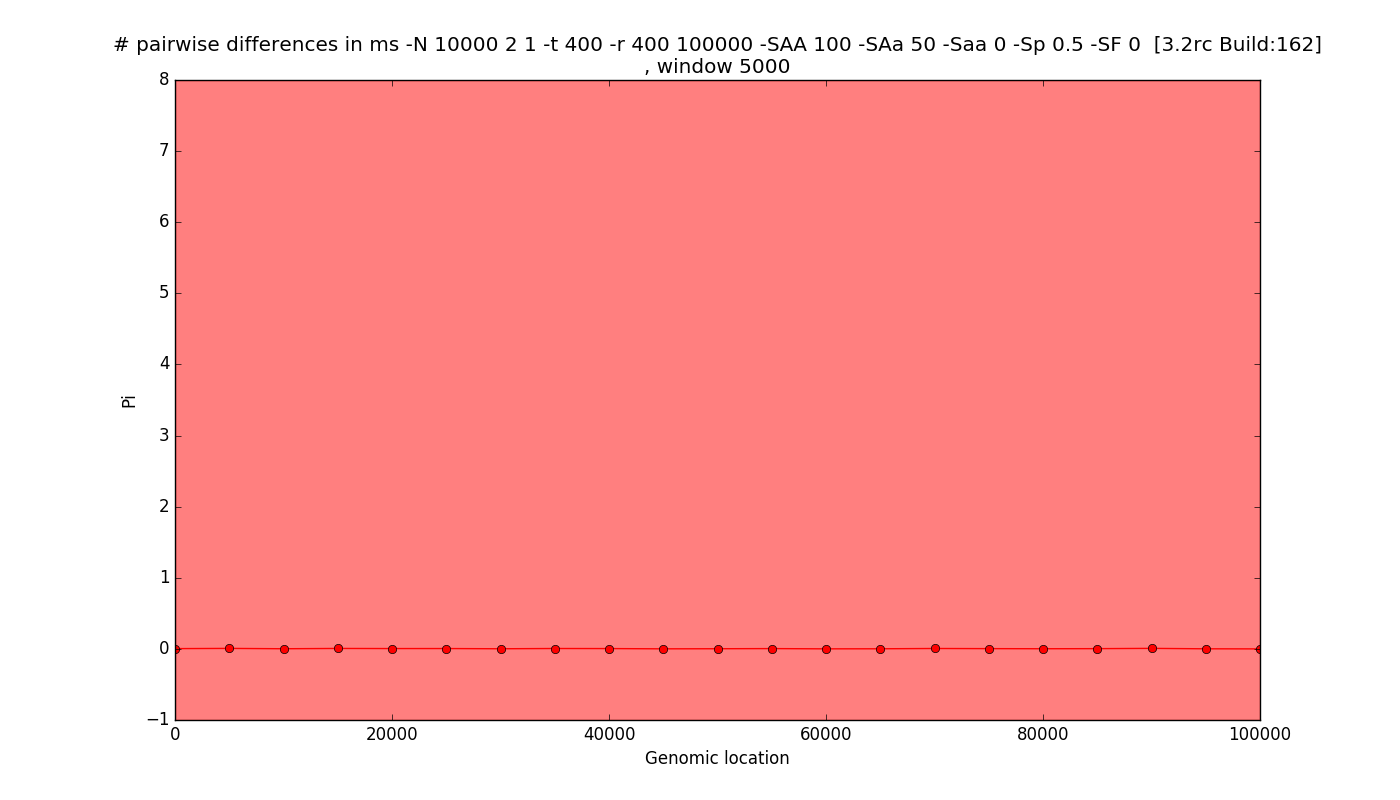 # pairwise differences in ms -N 10000 2 1 -t 400 -r 400 100000 -SAA 100 -SAa 50 -Saa 0 -Sp 0.5 -SF 0  [3.2rc Build:162]
, window 5000
8
7
6
5
4
3
2
1
0
−1
Pi
0 20000 40000 60000 80000 100000
Genomic location